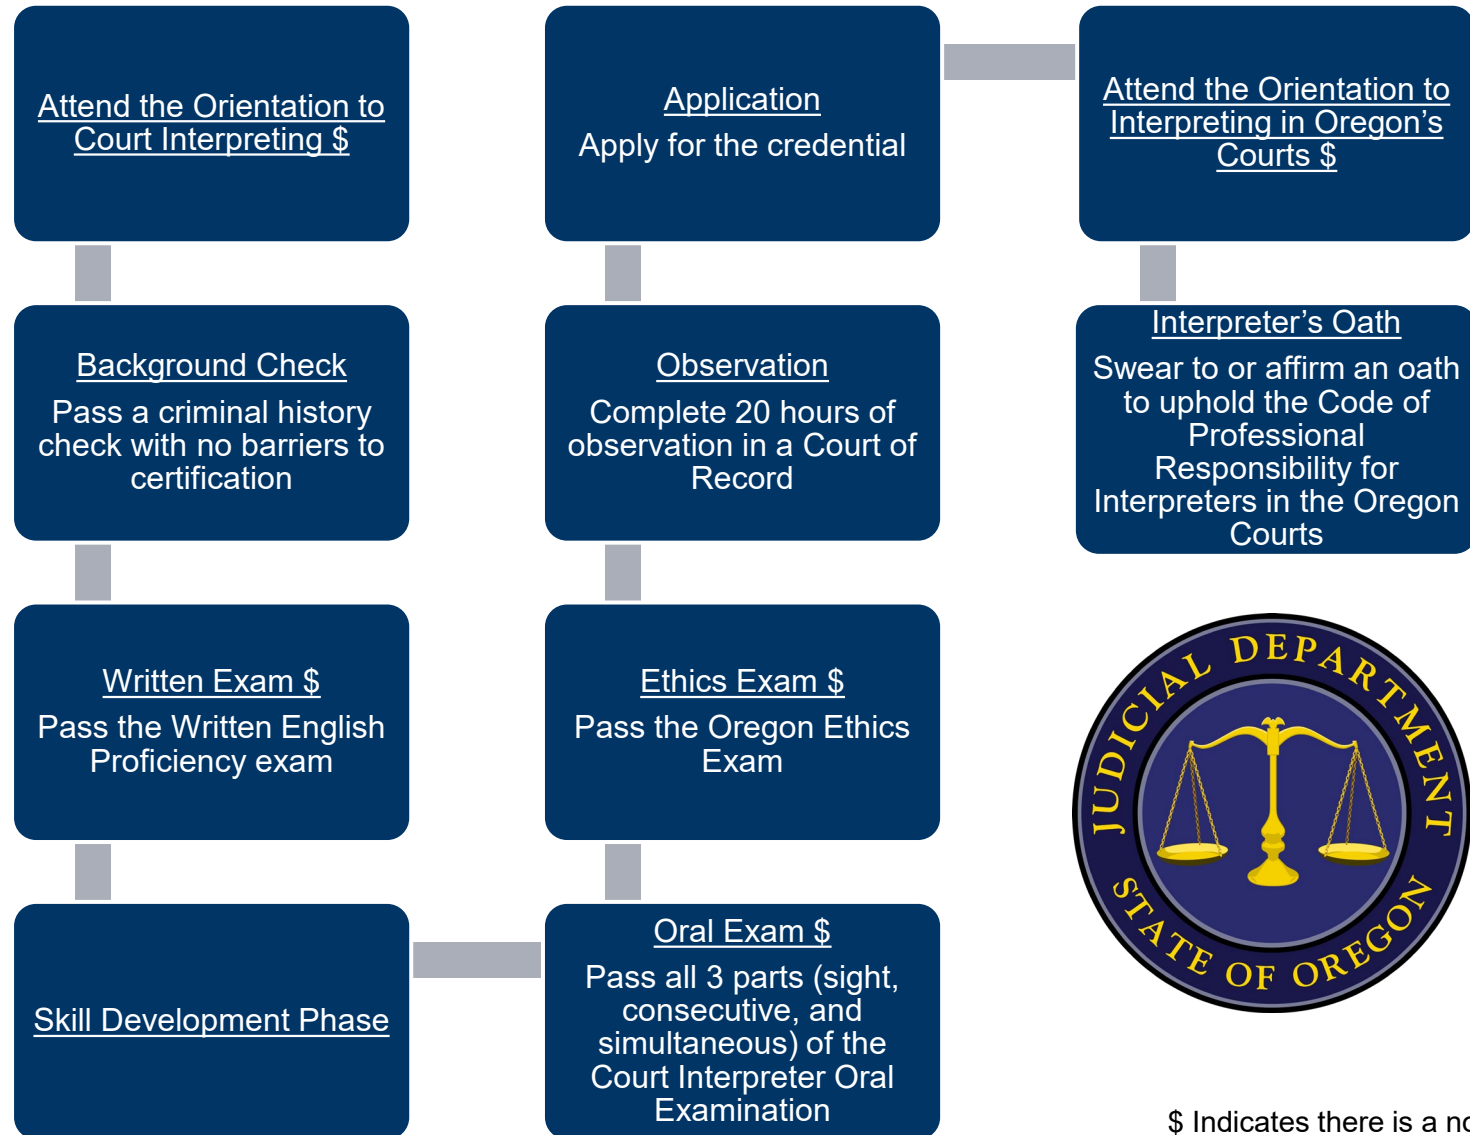 Attend the Orientation to
Court Interpreting $
Background Check
Pass a criminal history
check with no barriers to
certification
Written Exam $
Pass the Written English
Proficiency exam
Skill Development Phase
Oral Exam $
Pass all 3 parts (sight,
consecutive, and
simultaneous) of the
Court Interpreter Oral
Examination
Ethics Exam $
Pass the Oregon Ethics
Exam
Observation
Complete 20 hours of
observation in a Court of
Record
Application
Apply for the credential
Attend the Orientation to
Interpreting in Oregon’s
Courts $
Interpreter’s Oath
Swear to or affirm an oath
to uphold the Code of
Professional
Responsibility for
Interpreters in the Oregon
Courts
JUDICIAL DEPARTMENT
STATE OF OREGON
$ Indicates there is a